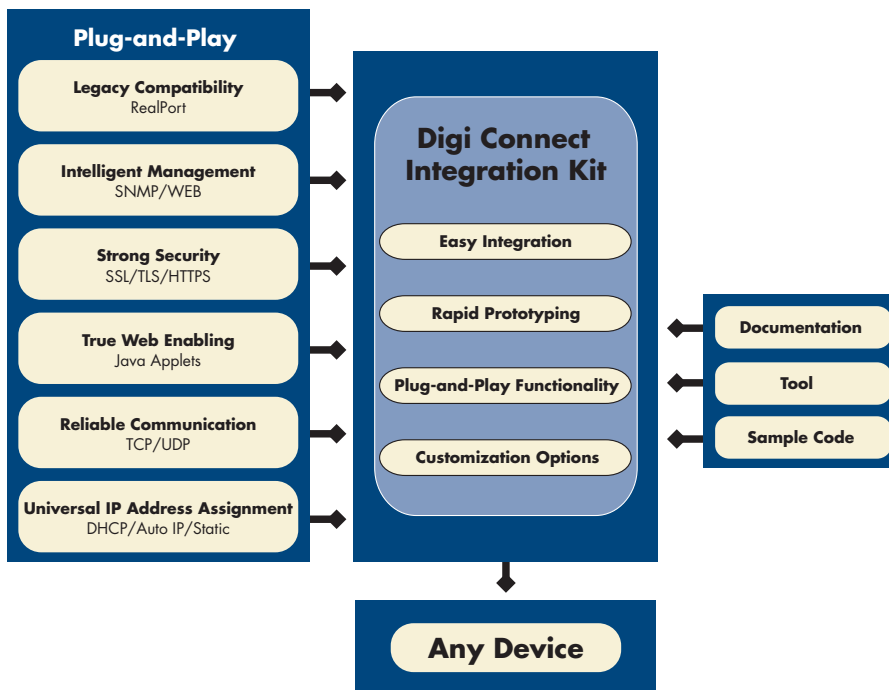 Plug-and-Play
Legacy Compatibility
RealPort
Intelligent Management
SNMP/WEB
Strong Security
SSL/TLS/HTTPS
True Web Enabling
Java Applets
Reliable Communication
TCP/UDP
Universal IP Address Assignment
DHCP/Auto IP/Static
Digi Connect
Integration Kit
Easy Integration
Rapid Prototyping
Plug-and-Play Functionality
Customization Options
Documentation
Tool
Sample Code
Any Device